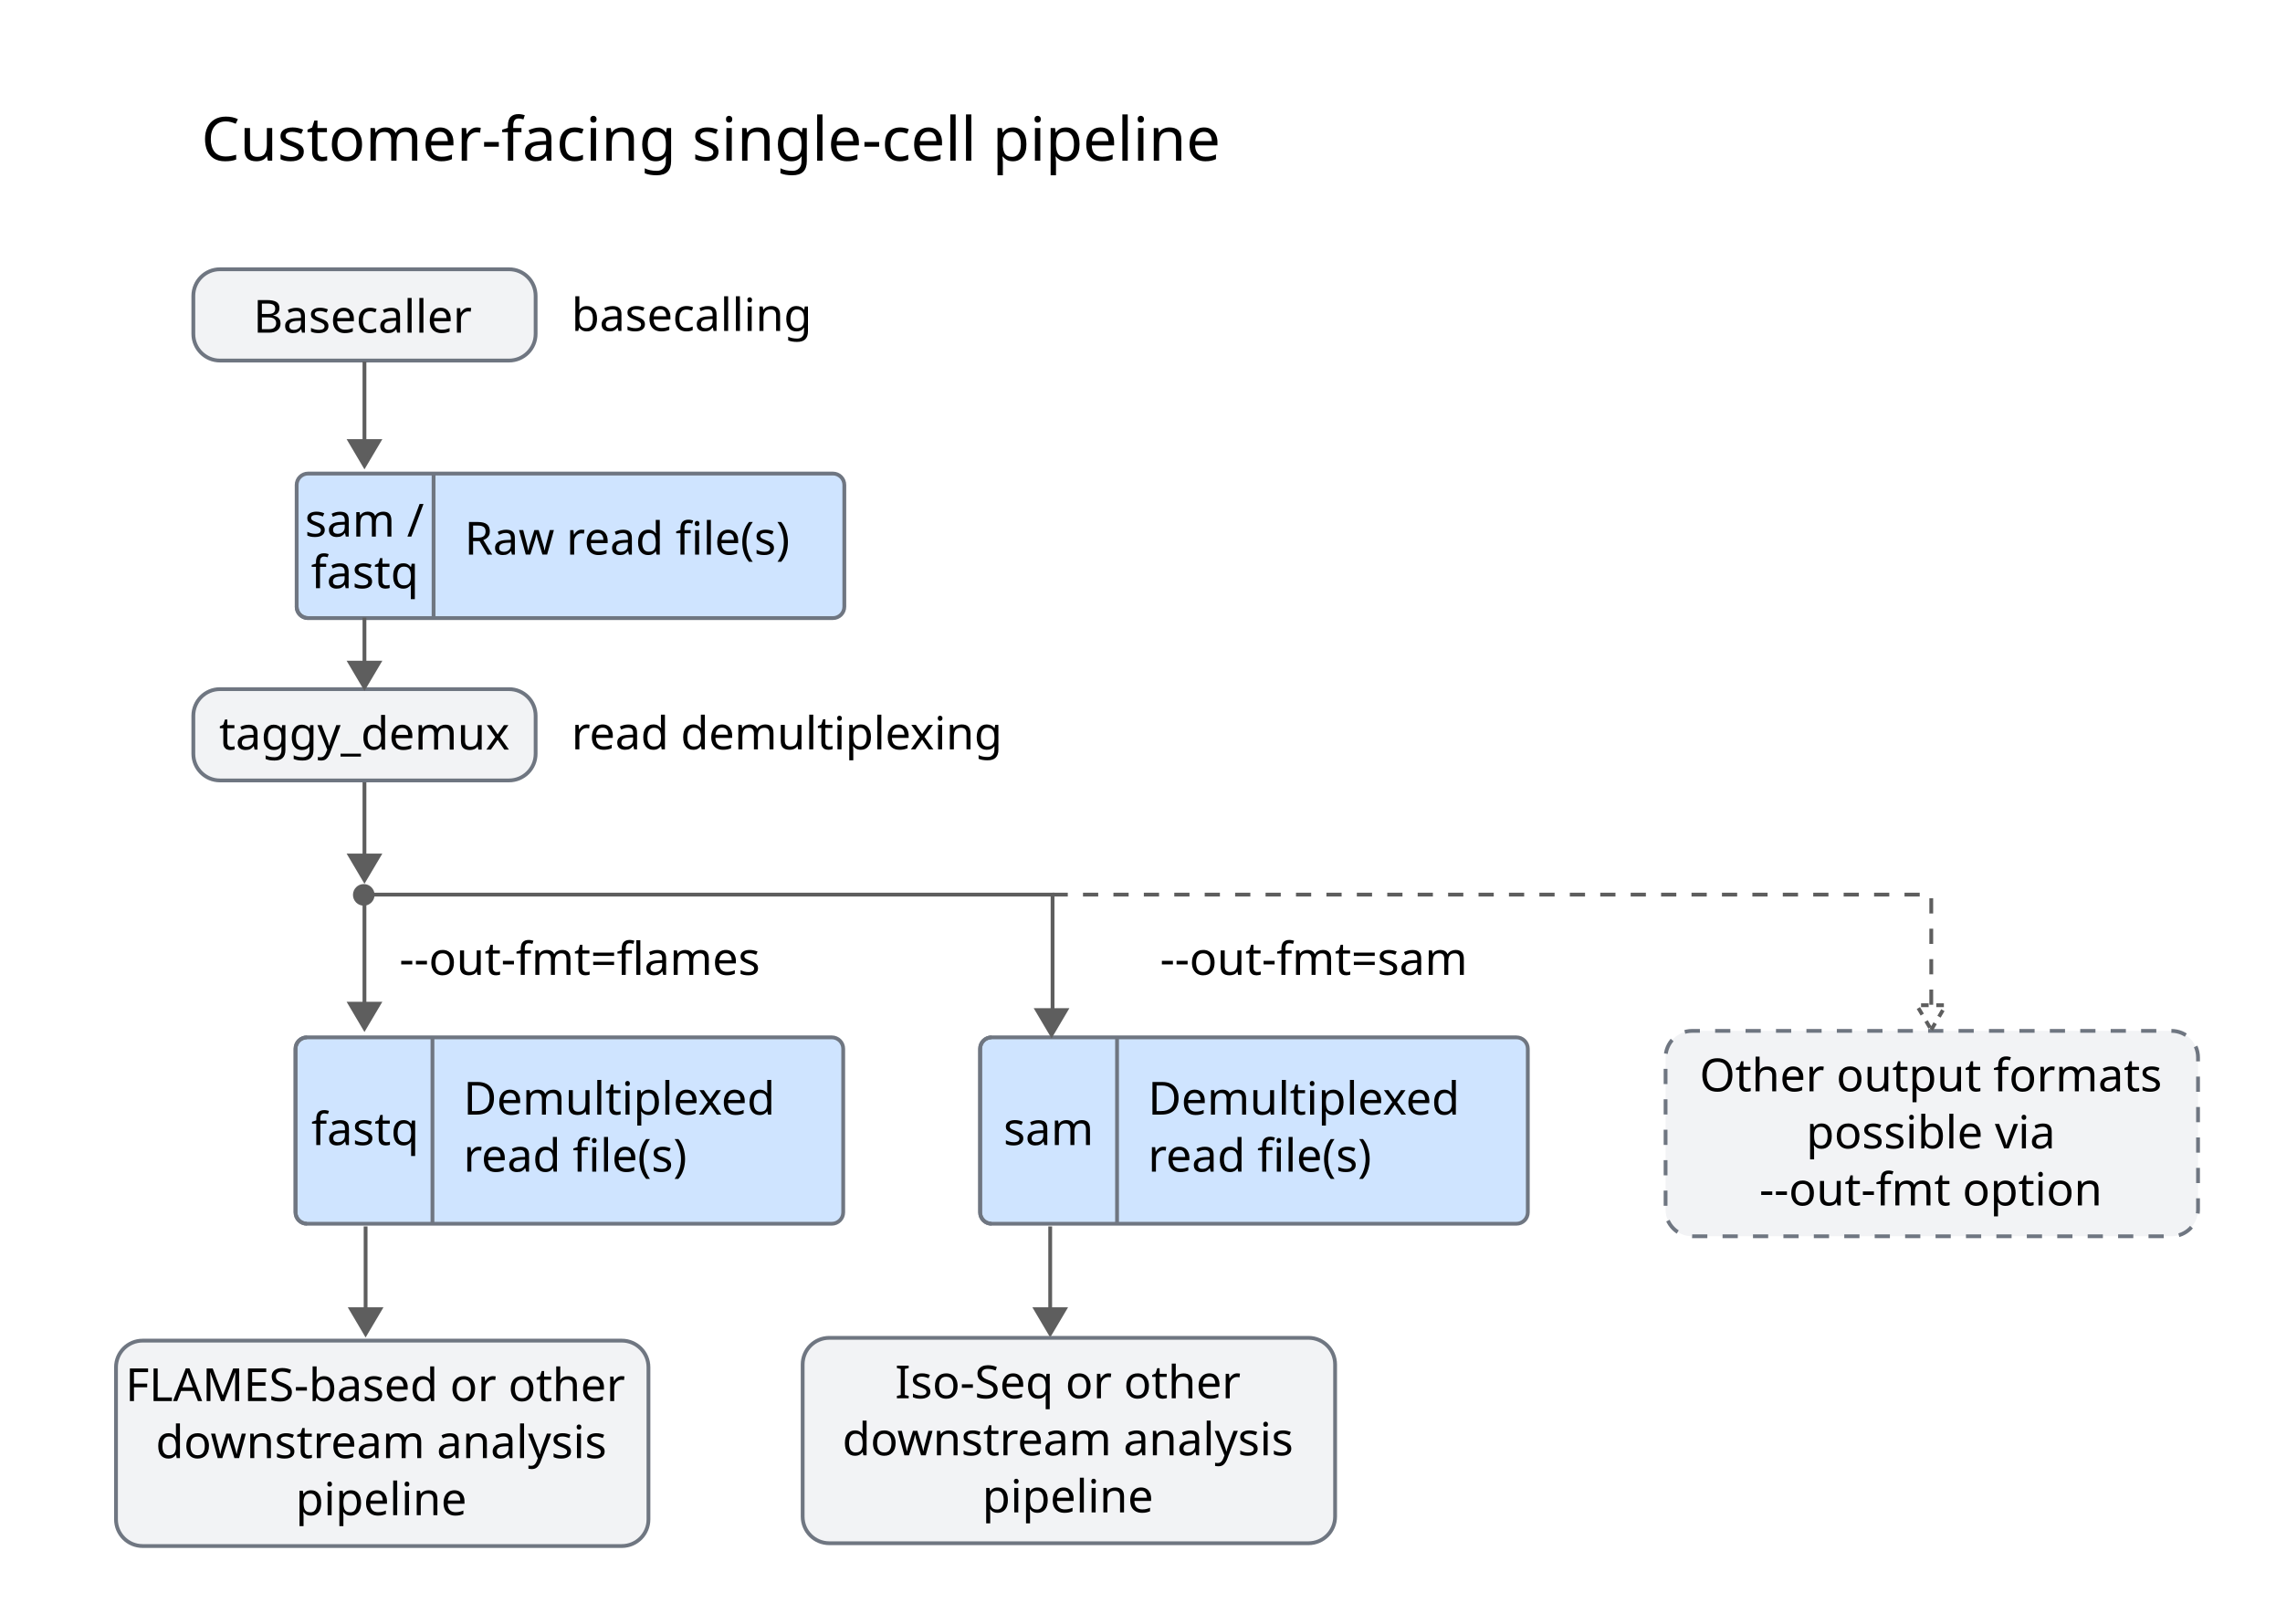 Customer-facing single-cell pipeline
Basecaller
basecalling
sam /
fastq
Raw read file(s)
taggy_demux
read demultiplexing
--out-fmt=flames
--out-fmt=sam
fastq
Demultiplexed
read file(s)
sam
Demultiplexed
read file(s)
Other output formats
possible via
--out-fmt option
FLAMES-based or other
downstream analysis
pipeline
Iso-Seq or other
downstream analysis
pipeline